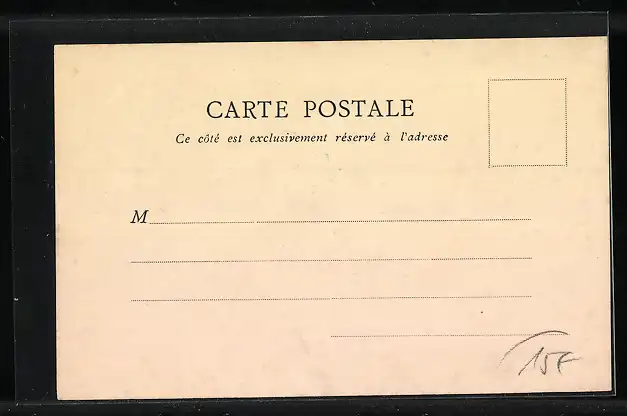 CARTE POSTALE
Ce côté est exclusivement réservé à l'adresse
M
15F